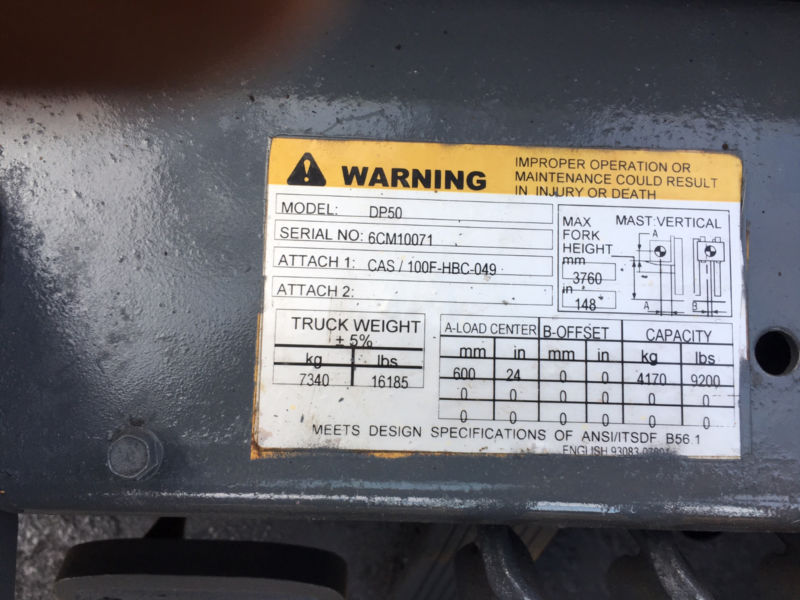 WARNING
IMPROPER OPERATION OR
MAINTENANCE COULD RESULT
IN INJURY OR DEATH
MODEL: DP50
SERIAL NO: 6CM10071
ATTACH 1: CAS / 100F-HBC-049
ATTACH 2:
MAX FORK HEIGHT
mm
3760
in
148
MAST:VERTICAL
A
A B
TRUCK WEIGHT
± 5%
kg lbs
7340 16185
A-LOAD CENTER B-OFFSET CAPACITY
mm in mm in kg lbs
600 24 0 0 4170 9200
0 0 0 0 0 0
0 0 0 0 0 0
MEETS DESIGN SPECIFICATIONS OF ANSI/ITSDF B56.1
ENGLISH